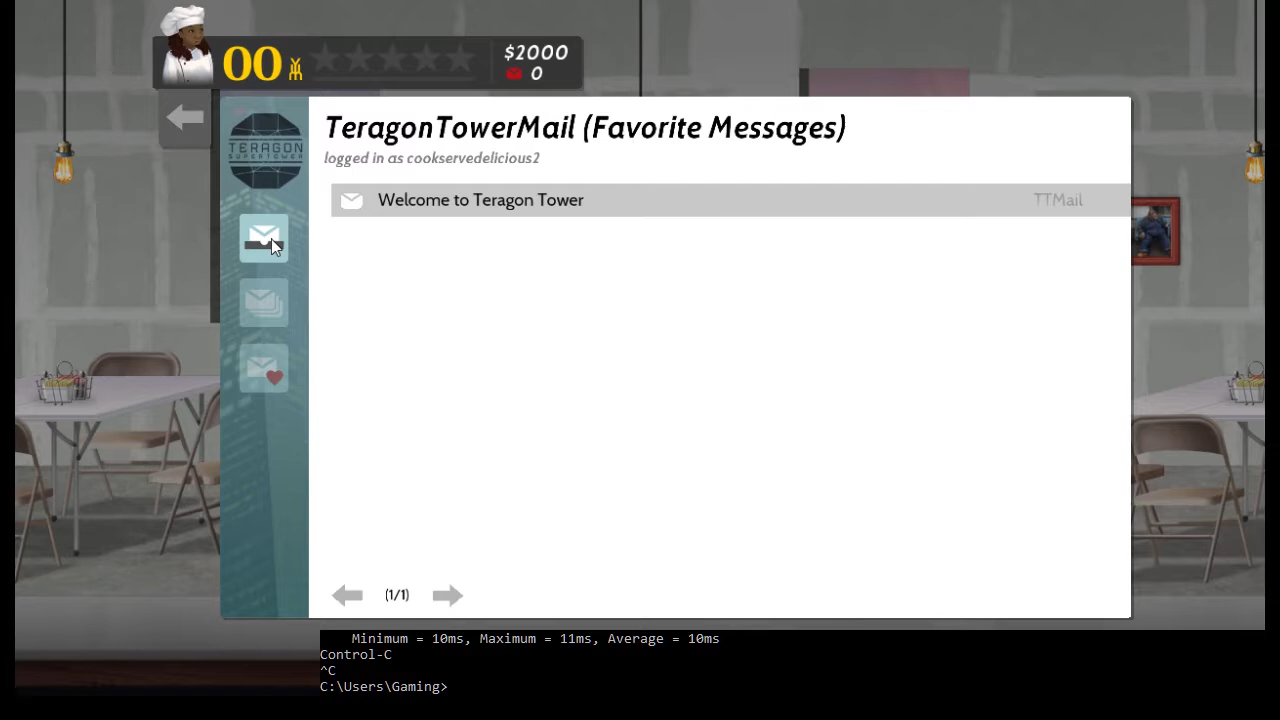 00
$2000
0
TeragonTowerMail (Favorite Messages)
logged in as cookservedelicious2
TERAGON
SUPERTOWER
Welcome to Teragon Tower TTMail
(1/1)
Minimum = 10ms, Maximum = 11ms, Average = 10ms
Control-C
^C
C:\Users\Gaming>